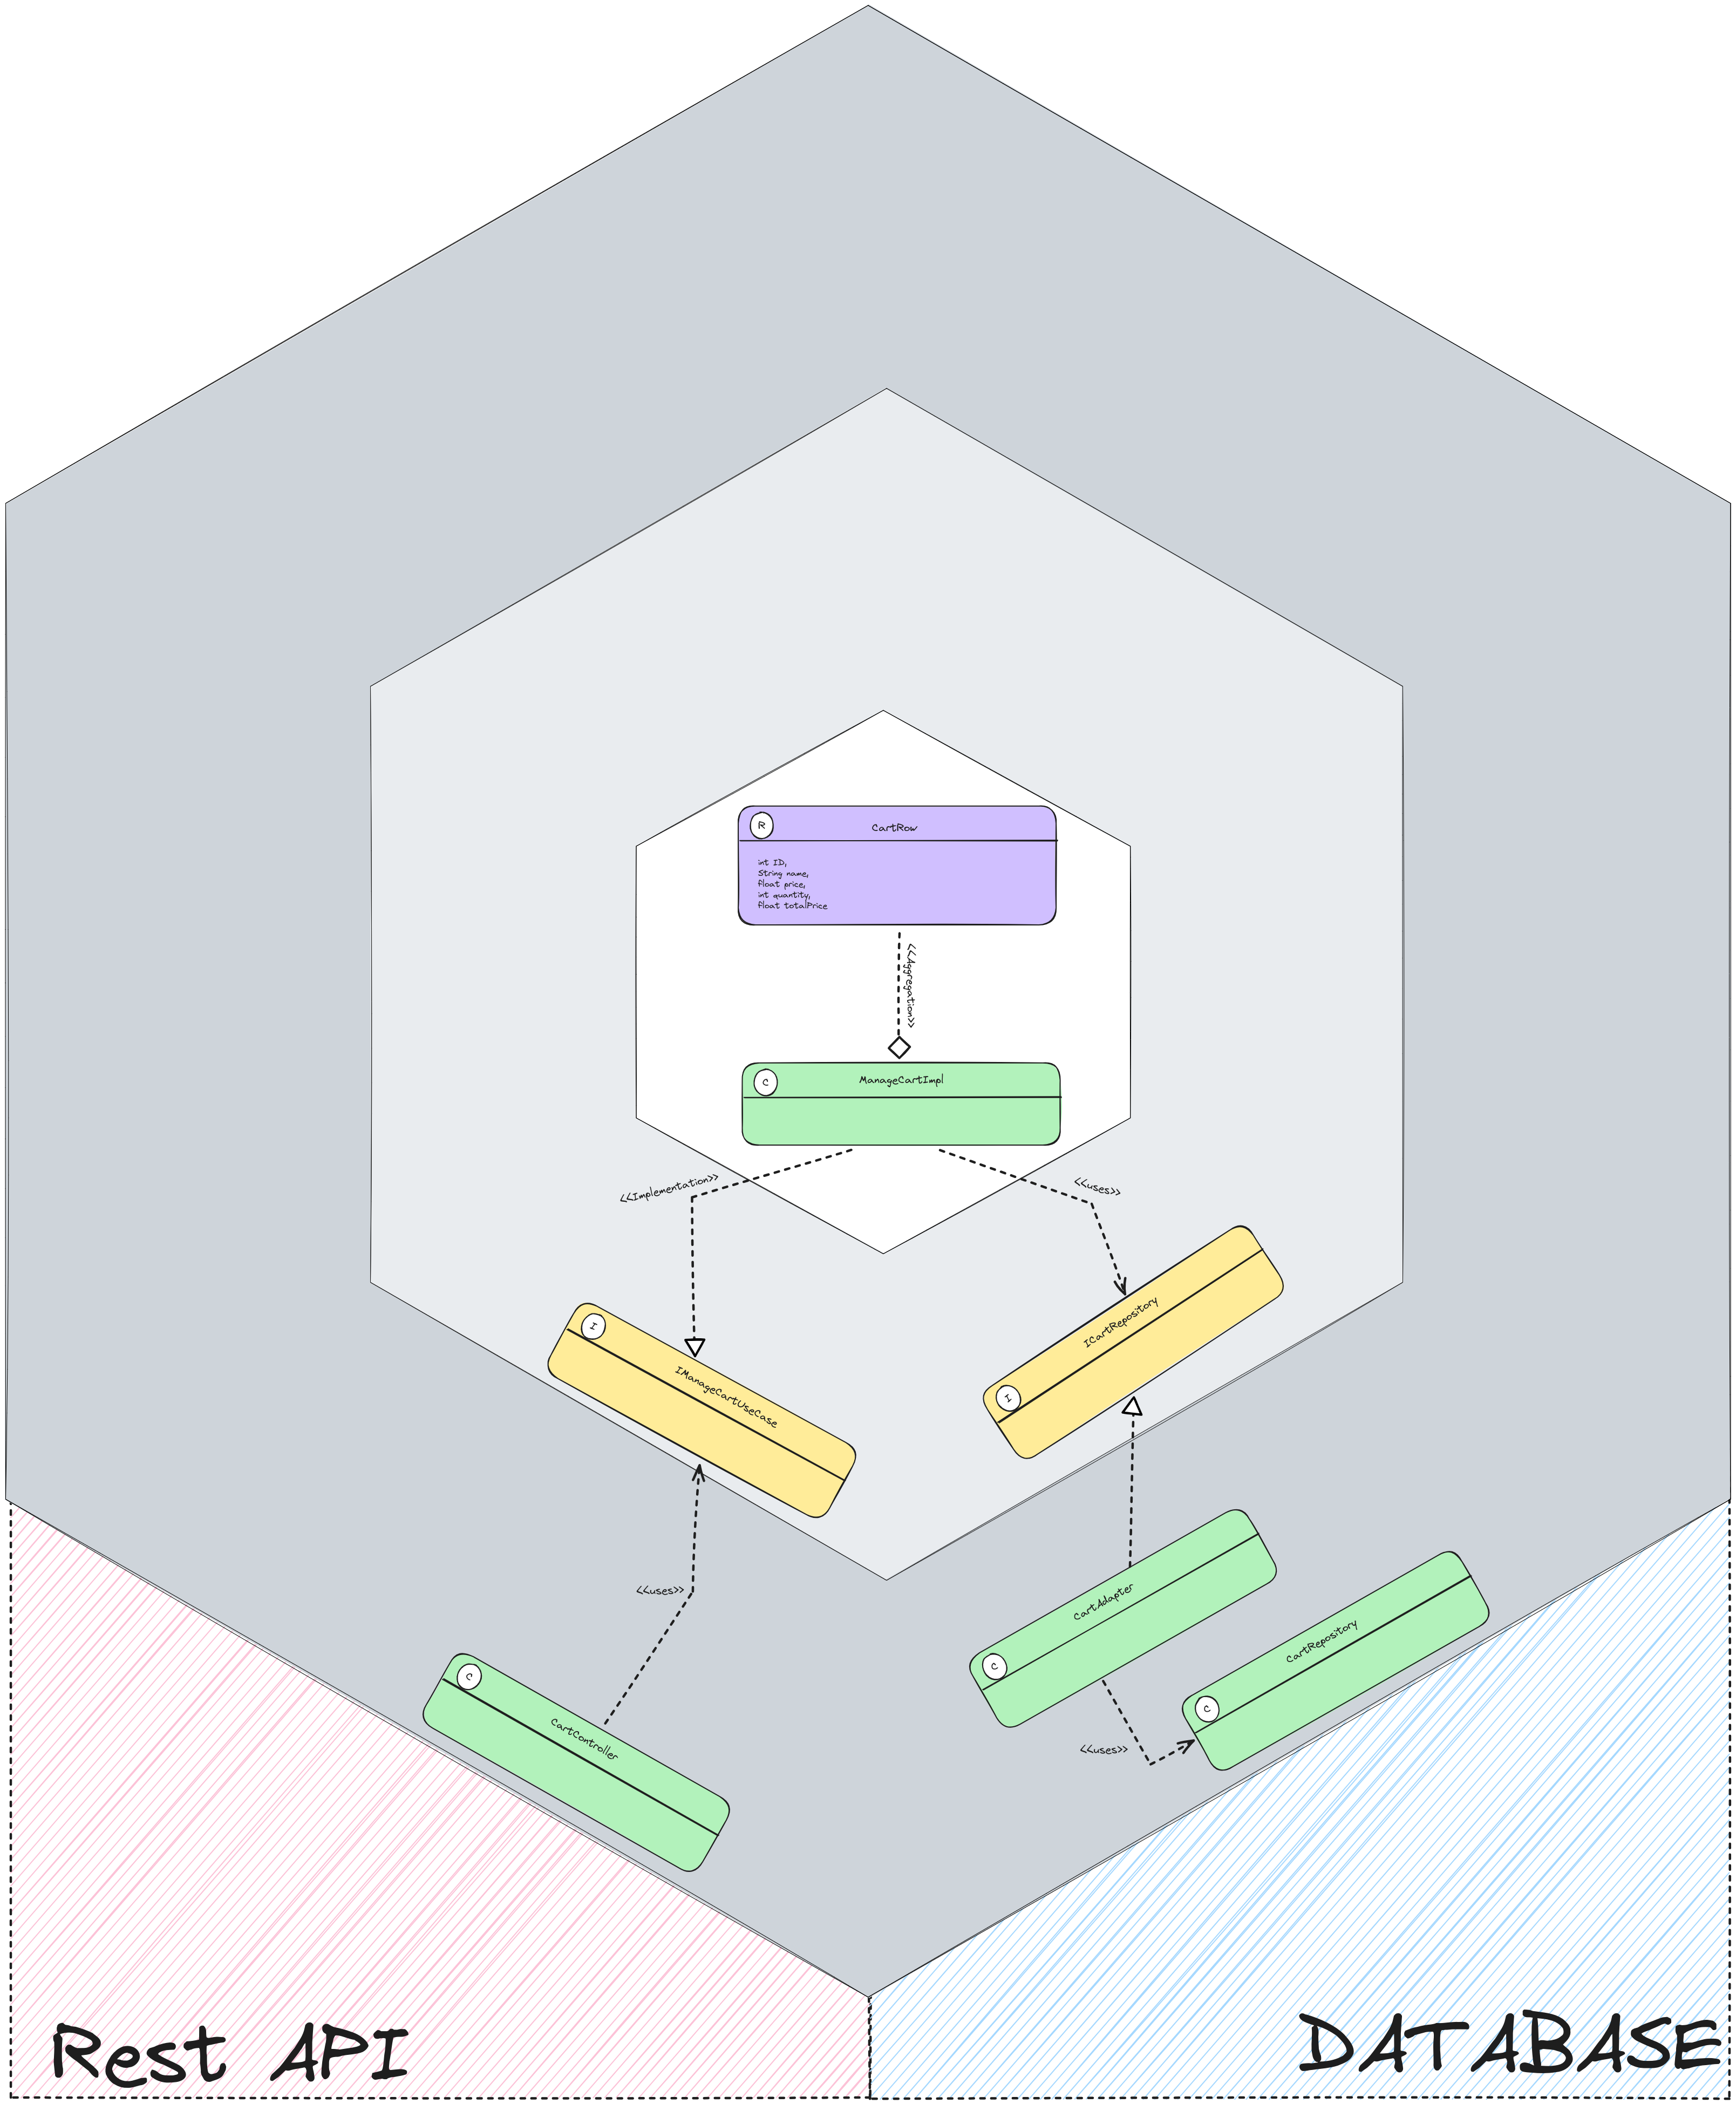 R
CartRow
int ID,
String name,
float price,
int quantity,
float totalPrice
<<Aggregation>>
C
ManageCartImpl
<<Implementation>>
<<uses>>
I
IManageCartUseCase
ICartRepository
I
<<uses>>
C
CartController
CartAdapter
C
CartRepository
C
<<uses>>
Rest API
DATABASE